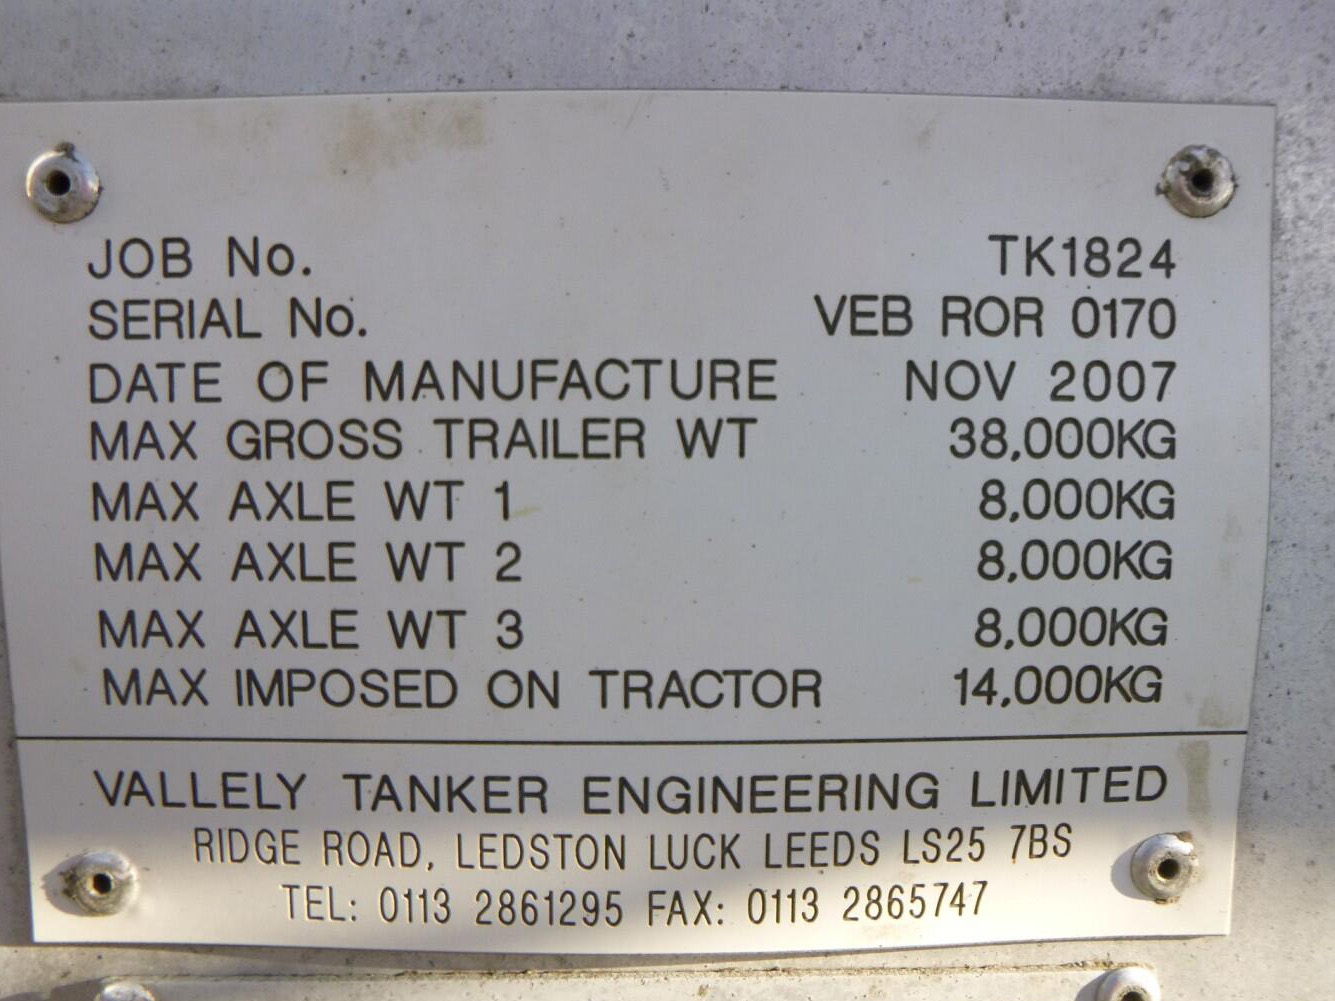 JOB No. TK1824
SERIAL No. VEB ROR 0170
DATE OF MANUFACTURE NOV 2007
MAX GROSS TRAILER WT 38,000KG
MAX AXLE WT 1 8,000KG
MAX AXLE WT 2 8,000KG
MAX AXLE WT 3 8,000KG
MAX IMPOSED ON TRACTOR 14,000KG
VALLELY TANKER ENGINEERING LIMITED
RIDGE ROAD, LEDSTON LUCK LEEDS LS25 7BS
TEL: 0113 2861295 FAX: 0113 2865747